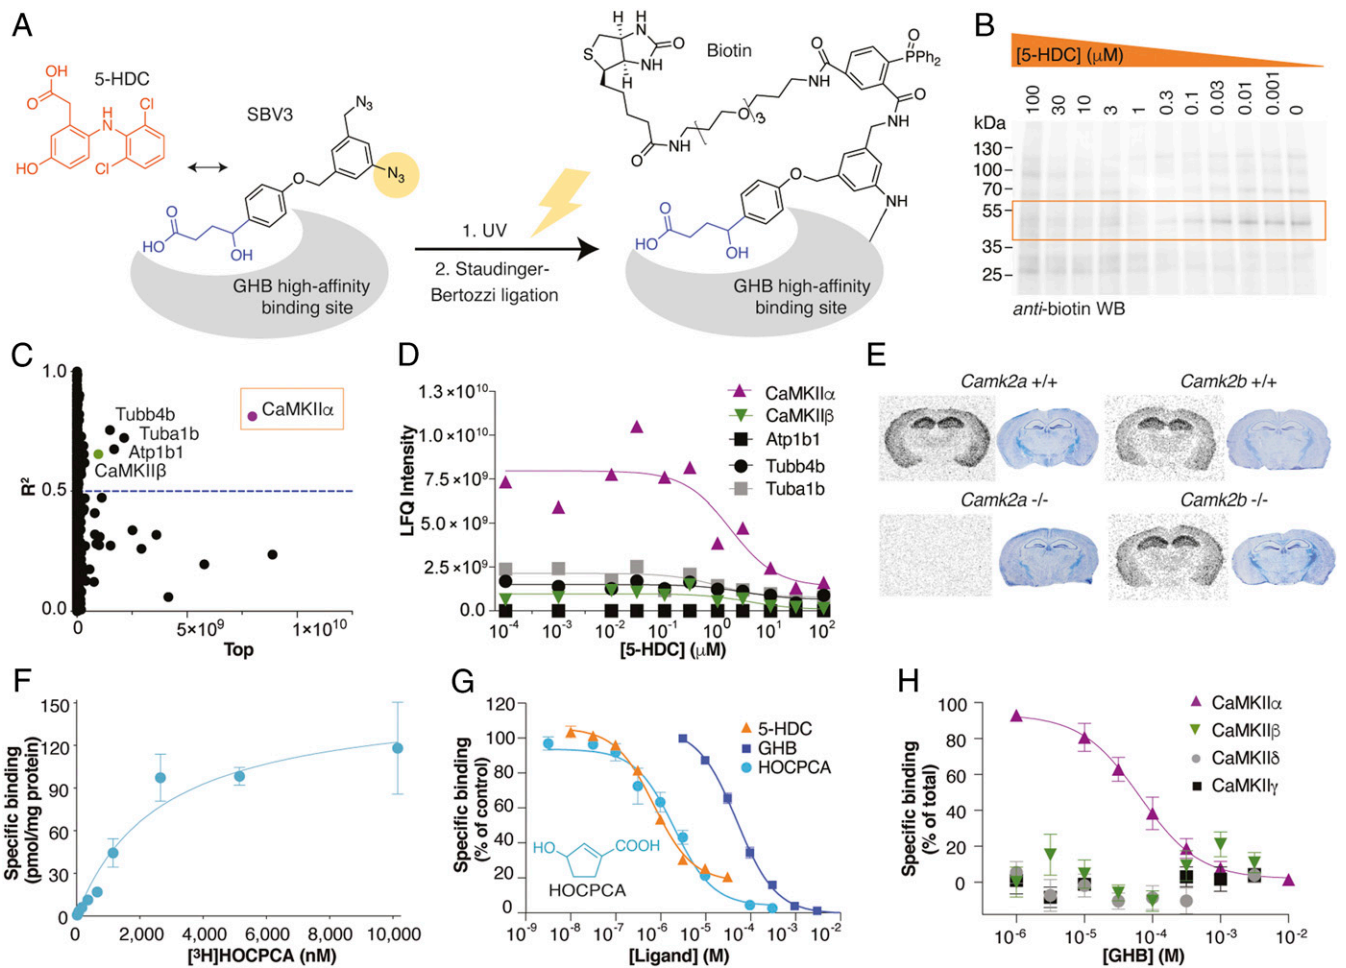 A
5-HDC
OH
O
H
N
Cl
Cl
HO
SBV3
N3
N3
O
O
HO
OH
GHB high-affinity
binding site
1. UV
2. Staudinger-
Bertozzi ligation
Biotin
H
H
N
S
O
NH
H
O
NH
O
3
NH
O
O
PPh2
O
NH
O
NH
O
HO
OH
GHB high-affinity
binding site
B
[5-HDC] (μM)
100
30
10
3
1
0.3
0.1
0.03
0.01
0.001
0
kDa
130
100
70
55
35
25
anti-biotin WB
C
1.0
0.5
0.0
R²
Tubb4b
Tuba1b
Atp1b1
CaMKIIβ
CaMKIIα
0
5×10⁹
1×10¹⁰
Top
D
1.3×10¹⁰
1.0×10¹⁰
7.5×10⁹
5.0×10⁹
2.5×10⁹
0.0
LFQ Intensity
CaMKIIα
CaMKIIβ
Atp1b1
Tubb4b
Tuba1b
10⁻⁴
10⁻³
10⁻²
10⁻¹
10⁰
10¹
10²
[5-HDC] (μM)
E
Camk2a +/+
Camk2b +/+
Camk2a -/-
Camk2b -/-
F
150
120
90
60
30
0
Specific binding
(pmol/mg protein)
0
2,000
4,000
6,000
8,000
10,000
[³H]HOCPCA (nM)
G
120
100
80
60
40
20
0
Specific binding
(% of control)
5-HDC
GHB
HOCPCA
HO
COOH
HOCPCA
10⁻⁹
10⁻⁸
10⁻⁷
10⁻⁶
10⁻⁵
10⁻⁴
10⁻³
10⁻²
[Ligand] (M)
H
100
80
60
40
20
0
Specific binding
(% of total)
CaMKIIα
CaMKIIβ
CaMKIIδ
CaMKIIγ
10⁻⁶
10⁻⁵
10⁻⁴
10⁻³
10⁻²
[GHB] (M)